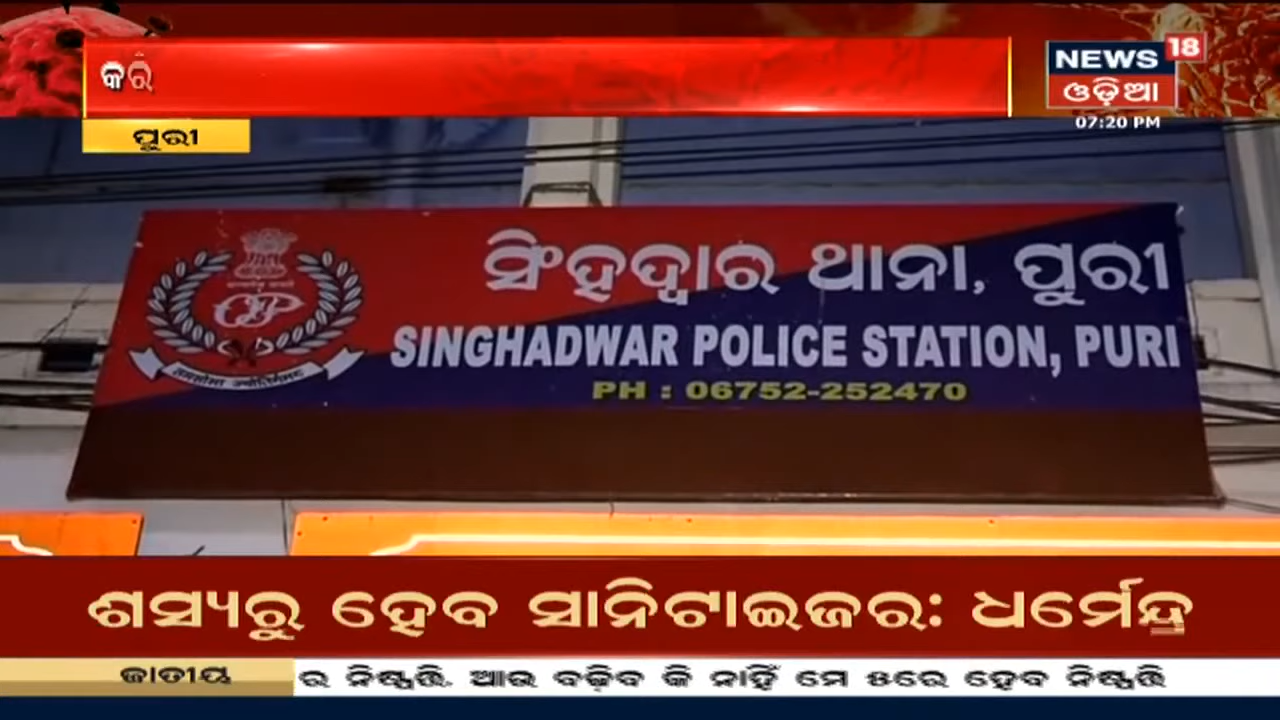 କରି
NEWS 18
ଓଡ଼ିଆ
07:20 PM
ପୁରୀ
ସିଂହଦ୍ୱାର ଥାନା, ପୁରୀ
SINGHADWAR POLICE STATION, PURI
PH : 06752-252470
ଶସ୍ୟରୁ ହେବ ସାନିଟାଇଜର: ଧର୍ମେନ୍ଦ୍ର
ଜାତୀୟ
ର ନିଷ୍ପତ୍ତି. ଆଉ ବଢ଼ିବ କି ନାହିଁ ମେ ୫ରେ ହେବ ନିଷ୍ପତ୍ତି